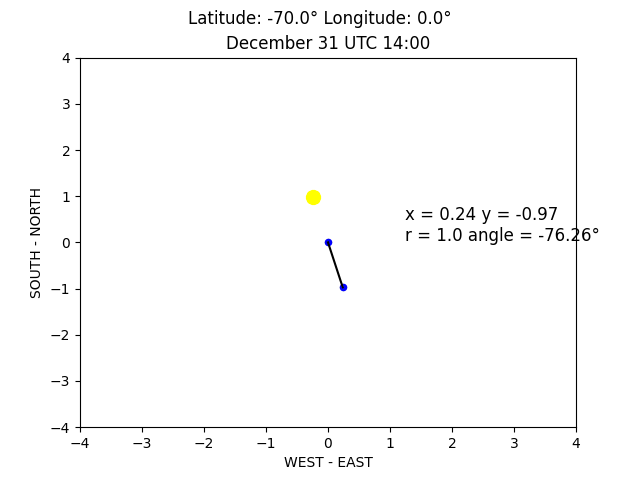 Latitude: -70.0° Longitude: 0.0°
December 31 UTC 14:00
4
3
2
1
0
−1
−2
−3
−4
SOUTH - NORTH
x = 0.24 y = -0.97
r = 1.0 angle = -76.26°
−4 −3 −2 −1 0 1 2 3 4
WEST - EAST